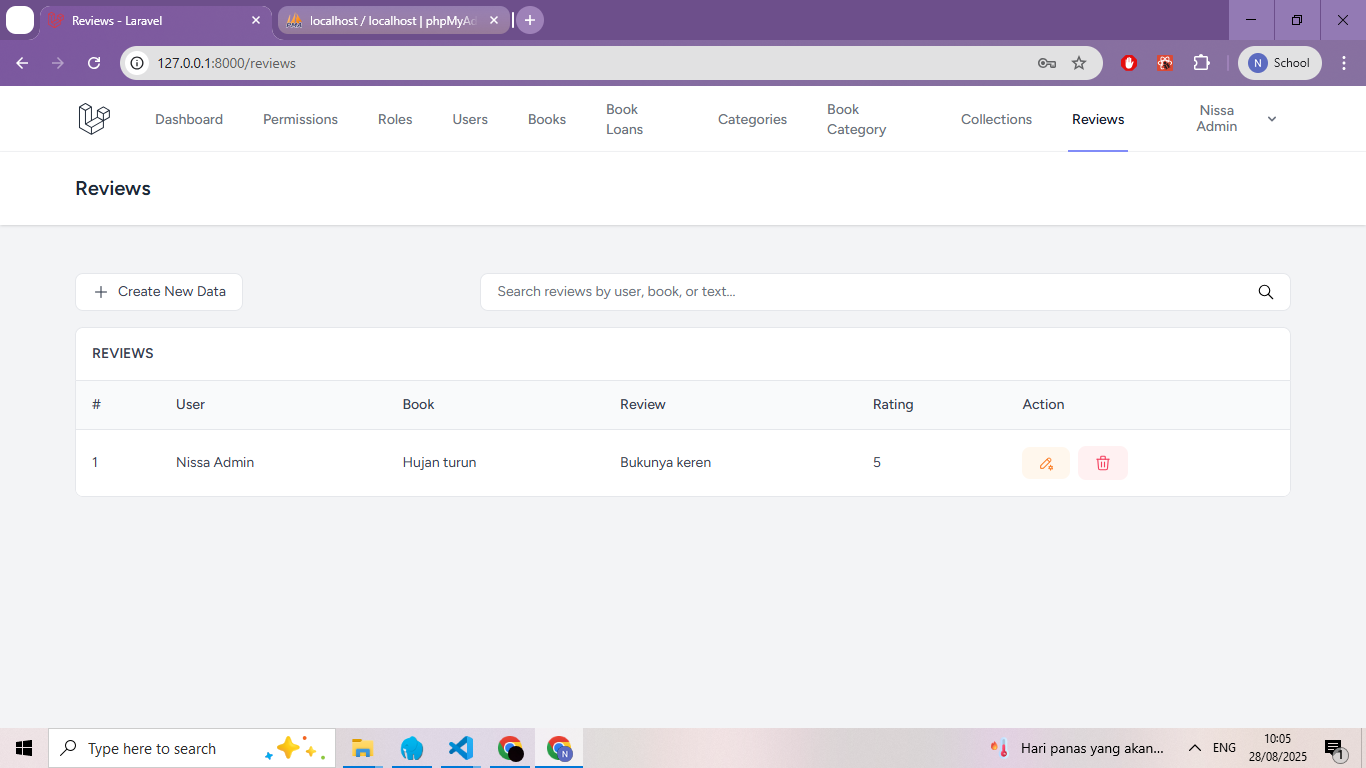 Reviews - Laravel
localhost / localhost | phpMyAd
127.0.0.1:8000/reviews
N School
Dashboard
Permissions
Roles
Users
Books
Book
Loans
Categories
Book
Category
Collections
Reviews
Nissa
Admin
Reviews
Create New Data
Search reviews by user, book, or text...
REVIEWS
# User Book Review Rating Action
1 Nissa Admin Hujan turun Bukunya keren 5
Type here to search
N
Hari panas yang akan...
ENG
10:05
28/08/2025
1